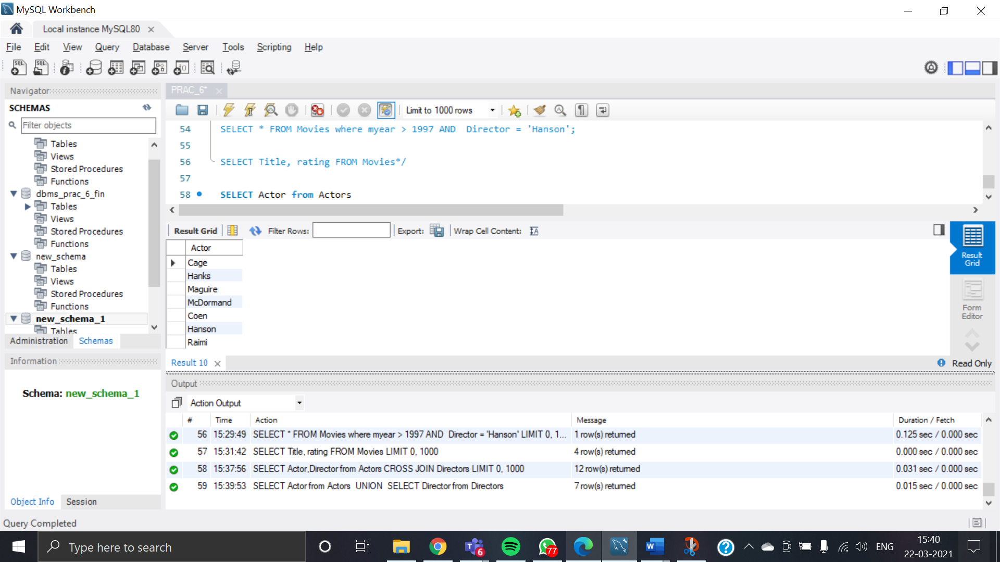 MySQL Workbench
Local instance MySQL80
File Edit View Query Database Server Tools Scripting Help
Navigator
SCHEMAS
Filter objects
Tables
Views
Stored Procedures
Functions
dbms_prac_6_fin
Tables
Views
Stored Procedures
Functions
new_schema
Tables
Views
Stored Procedures
Functions
new_schema_1
Tables
Administration Schemas
Information
Schema: new_schema_1
Object Info Session
PRAC_6*
Limit to 1000 rows
54 SELECT * FROM Movies where myear > 1997 AND  Director = 'Hanson';
55
56 SELECT Title, rating FROM Movies*/
57
58 SELECT Actor from Actors
Result Grid Filter Rows: Export: Wrap Cell Content:
Actor
Cage
Hanks
Maguire
McDormand
Coen
Hanson
Raimi
Result Grid
Form Editor
Result 10
Read Only
Output
Action Output
# Time Action Message Duration / Fetch
56 15:29:49 SELECT * FROM Movies where myear > 1997 AND  Director = 'Hanson' LIMIT 0, 1... 1 row(s) returned 0.125 sec / 0.000 sec
57 15:31:42 SELECT Title, rating FROM Movies LIMIT 0, 1000 4 row(s) returned 0.000 sec / 0.000 sec
58 15:37:56 SELECT Actor,Director from Actors CROSS JOIN Directors LIMIT 0, 1000 12 row(s) returned 0.031 sec / 0.000 sec
59 15:39:53 SELECT Actor from Actors  UNION  SELECT Director from Directors 7 row(s) returned 0.015 sec / 0.000 sec
Query Completed
Type here to search
6
77
ENG
15:40
22-03-2021